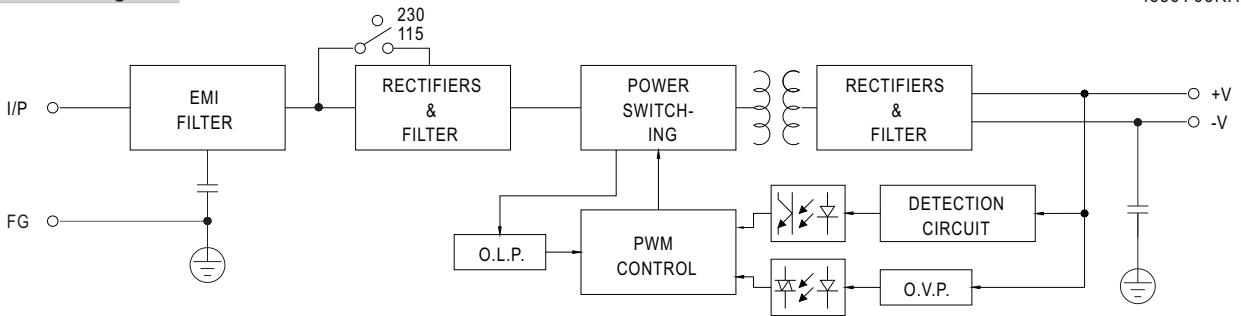 230
115
I/P
EMI
FILTER
RECTIFIERS
&
FILTER
POWER
SWITCH-
ING
RECTIFIERS
&
FILTER
+V
-V
FG
O.L.P.
PWM
CONTROL
DETECTION
CIRCUIT
O.V.P.